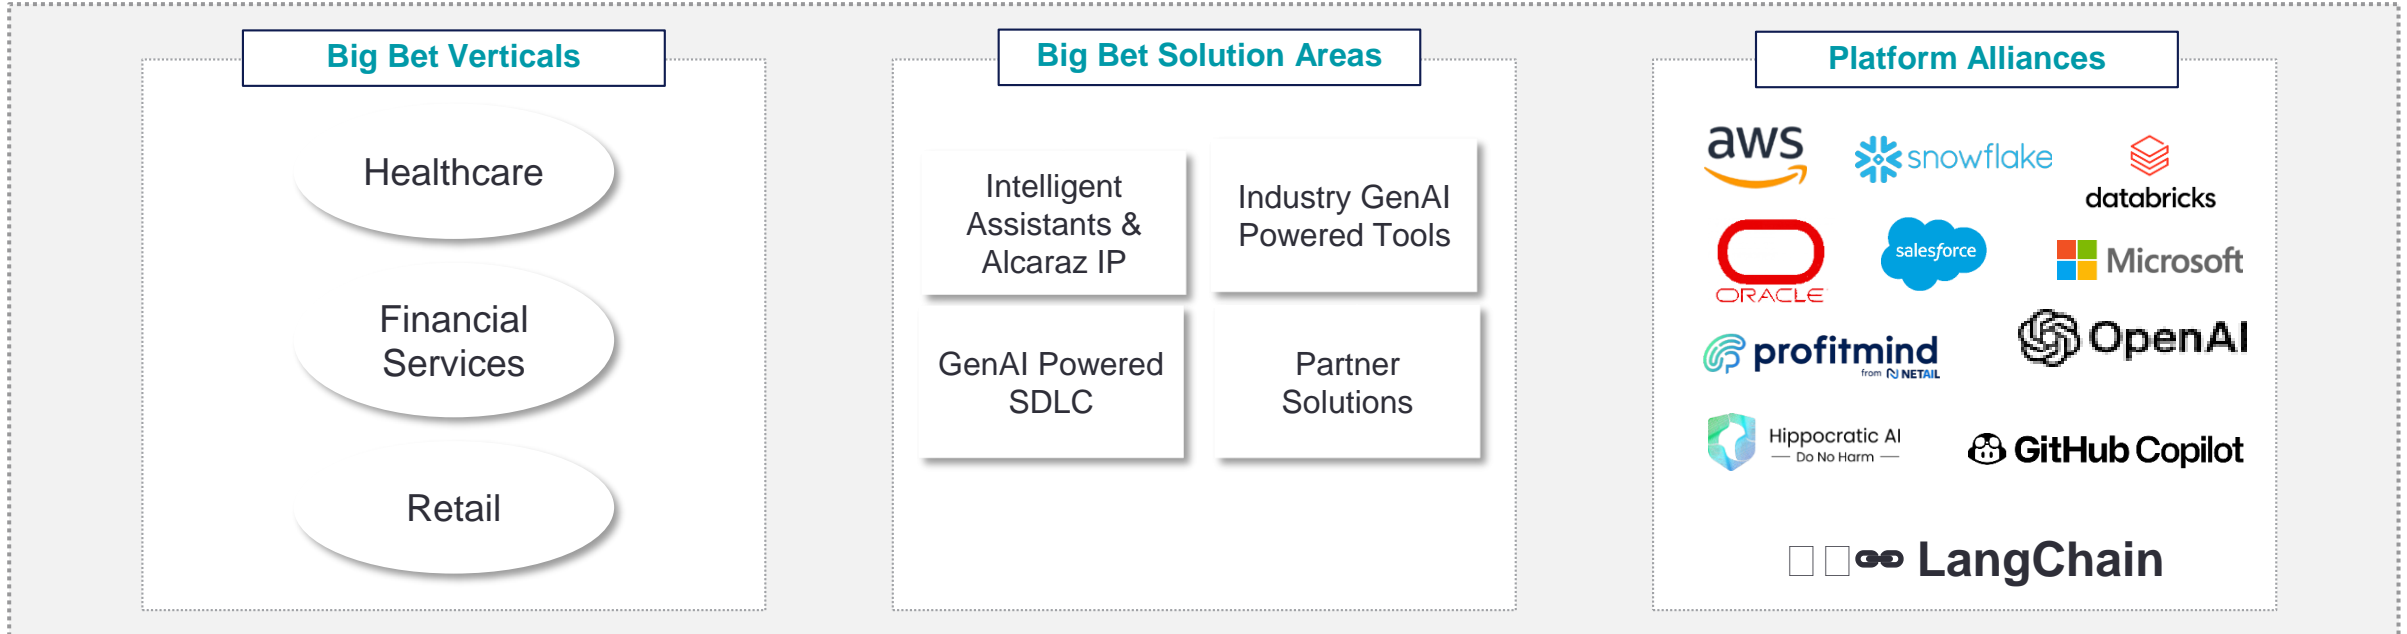 Big Bet Verticals
Healthcare
Financial
Services
Retail
Big Bet Solution Areas
Intelligent
Assistants &
Alcaraz IP
Industry GenAI
Powered Tools
GenAI Powered
SDLC
Partner
Solutions
Platform Alliances
aws
snowflake
databricks
ORACLE
salesforce
Microsoft
profitmind
from NETAIL
OpenAI
Hippocratic AI
Do No Harm
GitHub Copilot
LangChain